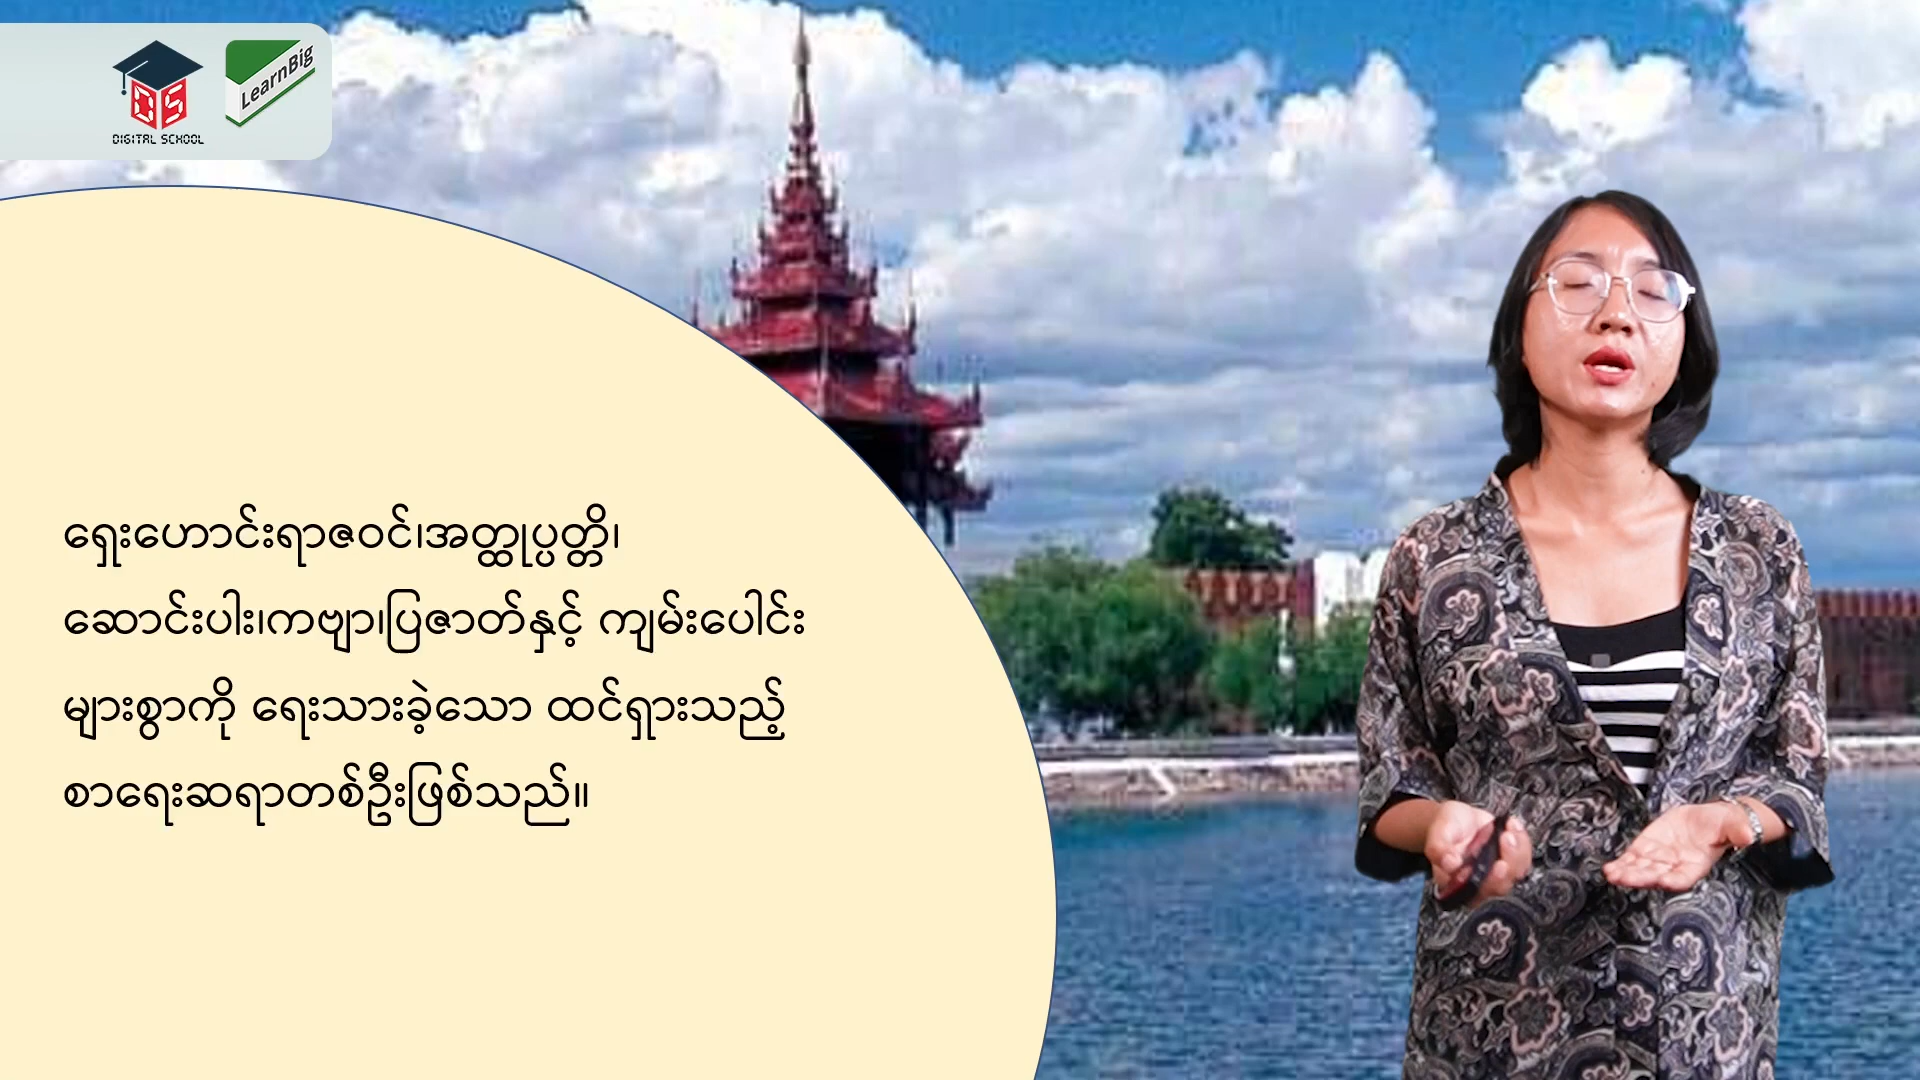 DS
DIGITAL SCHOOL
LearnBig
ရှေးဟောင်းရာဇဝင်၊အတ္ထုပ္ပတ္တိ၊
ဆောင်းပါး၊ကဗျာ၊ပြဇာတ်နှင့် ကျမ်းပေါင်း
များစွာကို ရေးသားခဲ့သော ထင်ရှားသည့်
စာရေးဆရာတစ်ဦးဖြစ်သည်။